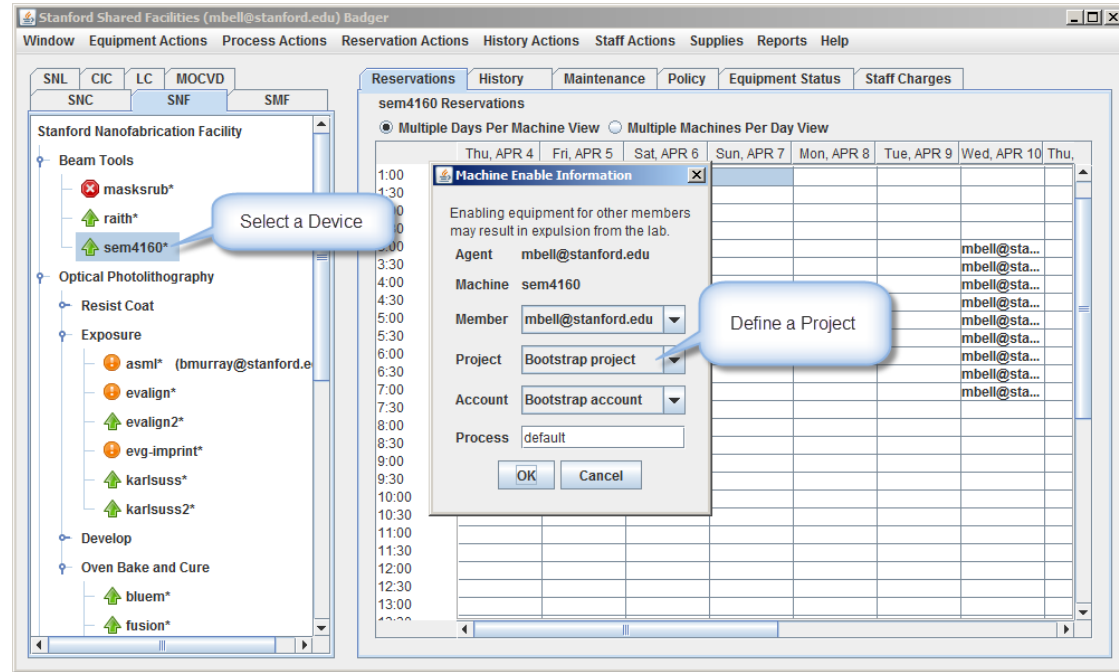 Stanford Shared Facilities (mbell@stanford.edu) Badger
Window Equipment Actions Process Actions Reservation Actions History Actions Staff Actions Supplies Reports Help
SNL CIC LC MOCVD
SNC SNF SMF
Stanford Nanofabrication Facility
Beam Tools
masksrub*
raith*
sem4160*
Optical Photolithography
Resist Coat
Exposure
asml* (bmurray@stanford.e
evalign*
evalign2*
evg-imprint*
karlsuss*
karlsuss2*
Develop
Oven Bake and Cure
bluem*
fusion*
Select a Device
Reservations History Maintenance Policy Equipment Status Staff Charges
sem4160 Reservations
Multiple Days Per Machine View Multiple Machines Per Day View
Thu, APR 4 Fri, APR 5 Sat, APR 6 Sun, APR 7 Mon, APR 8 Tue, APR 9 Wed, APR 10 Thu,
1:00
1:30
3:30
4:00
4:30
5:00
5:30
6:00
6:30
7:00
7:30
8:00
8:30
9:00
9:30
10:00
10:30
11:00
11:30
12:00
12:30
13:00
mbell@sta...
mbell@sta...
mbell@sta...
mbell@sta...
mbell@sta...
mbell@sta...
mbell@sta...
mbell@sta...
mbell@sta...
Machine Enable Information
Enabling equipment for other members
may result in expulsion from the lab.
Agent mbell@stanford.edu
Machine sem4160
Member mbell@stanford.edu
Project Bootstrap project
Account Bootstrap account
Process default
OK Cancel
Define a Project